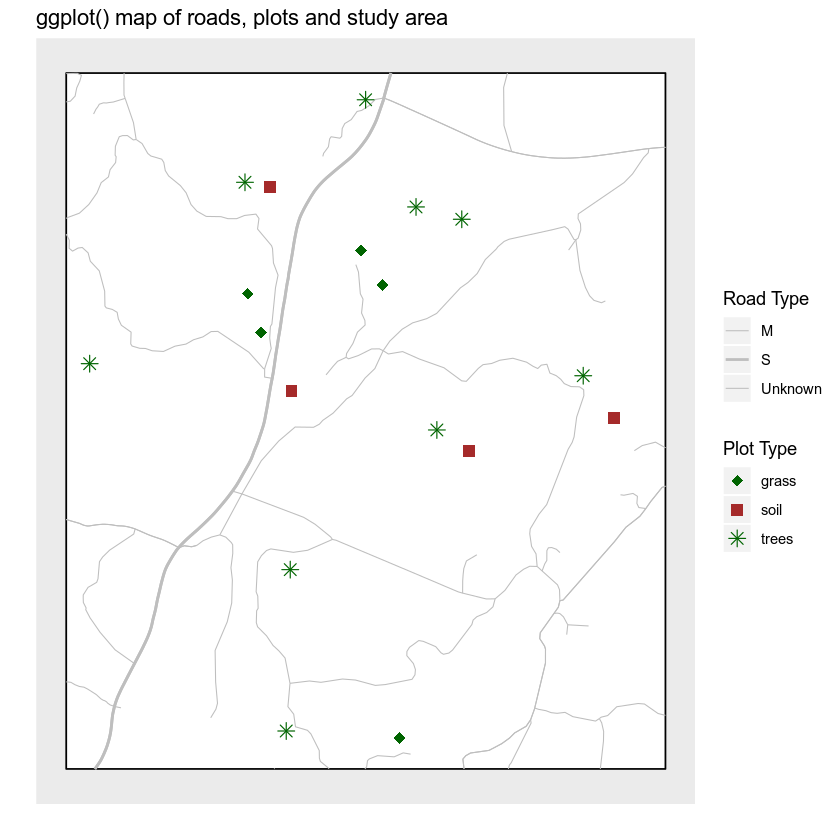 ggplot() map of roads, plots and study area
Road Type
M
S
Unknown
Plot Type
grass
soil
trees